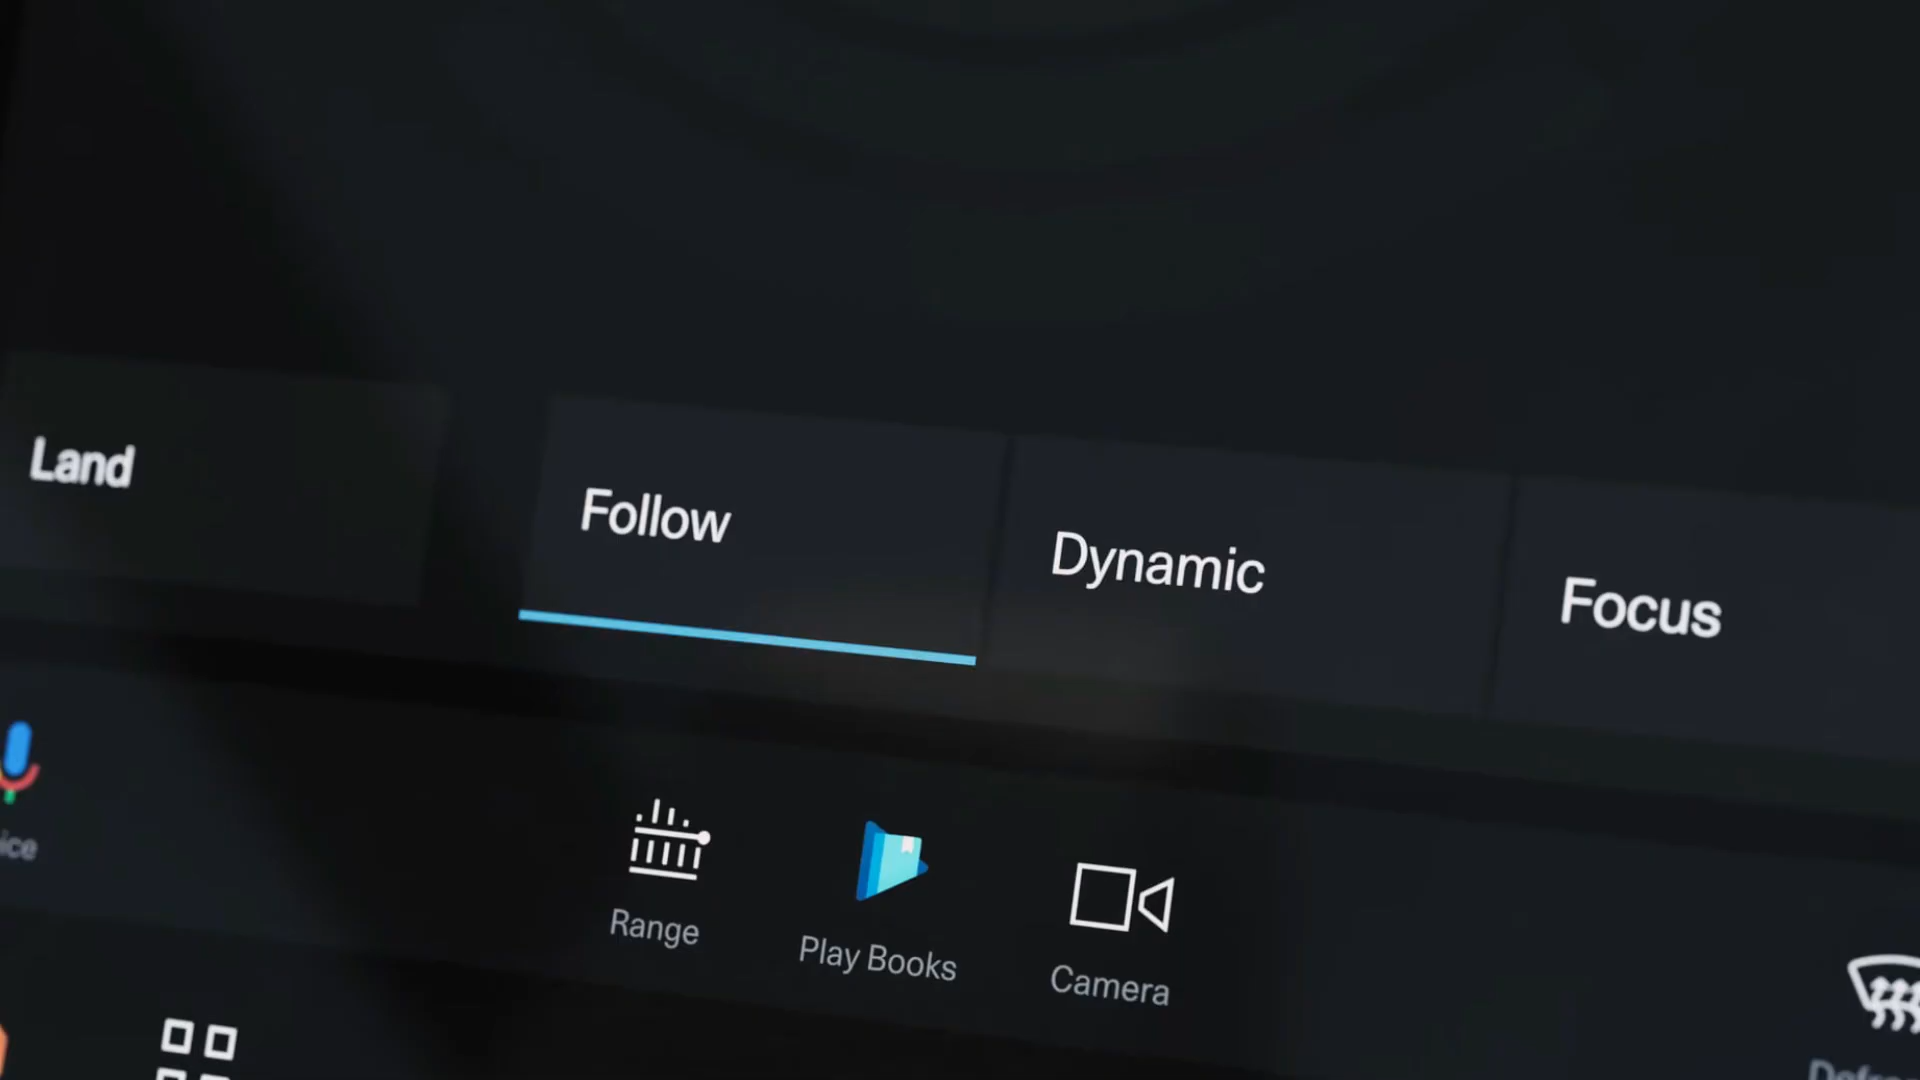 Land
Follow
Dynamic
Focus
Range
Play Books
Camera